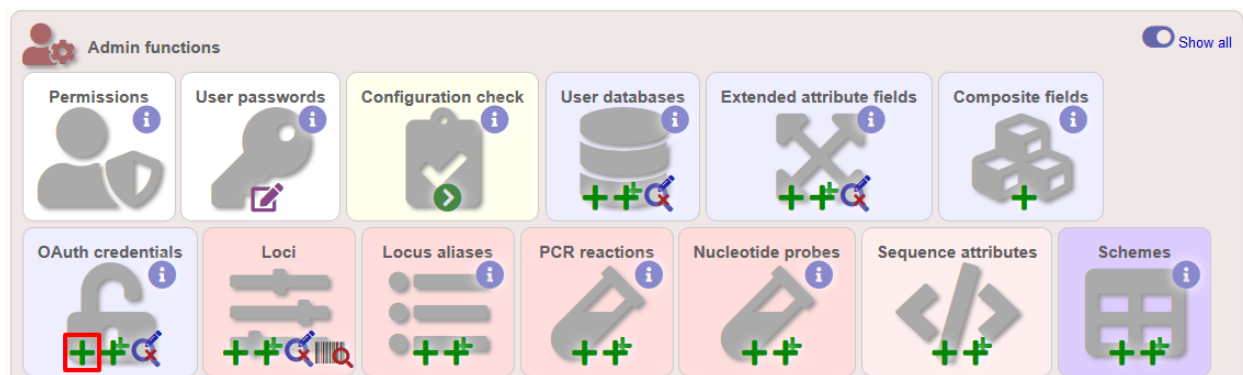 Admin functions
Show all
Permissions
User passwords
Configuration check
User databases
Extended attribute fields
Composite fields
OAuth credentials
Loci
Locus aliases
PCR reactions
Nucleotide probes
Sequence attributes
Schemes